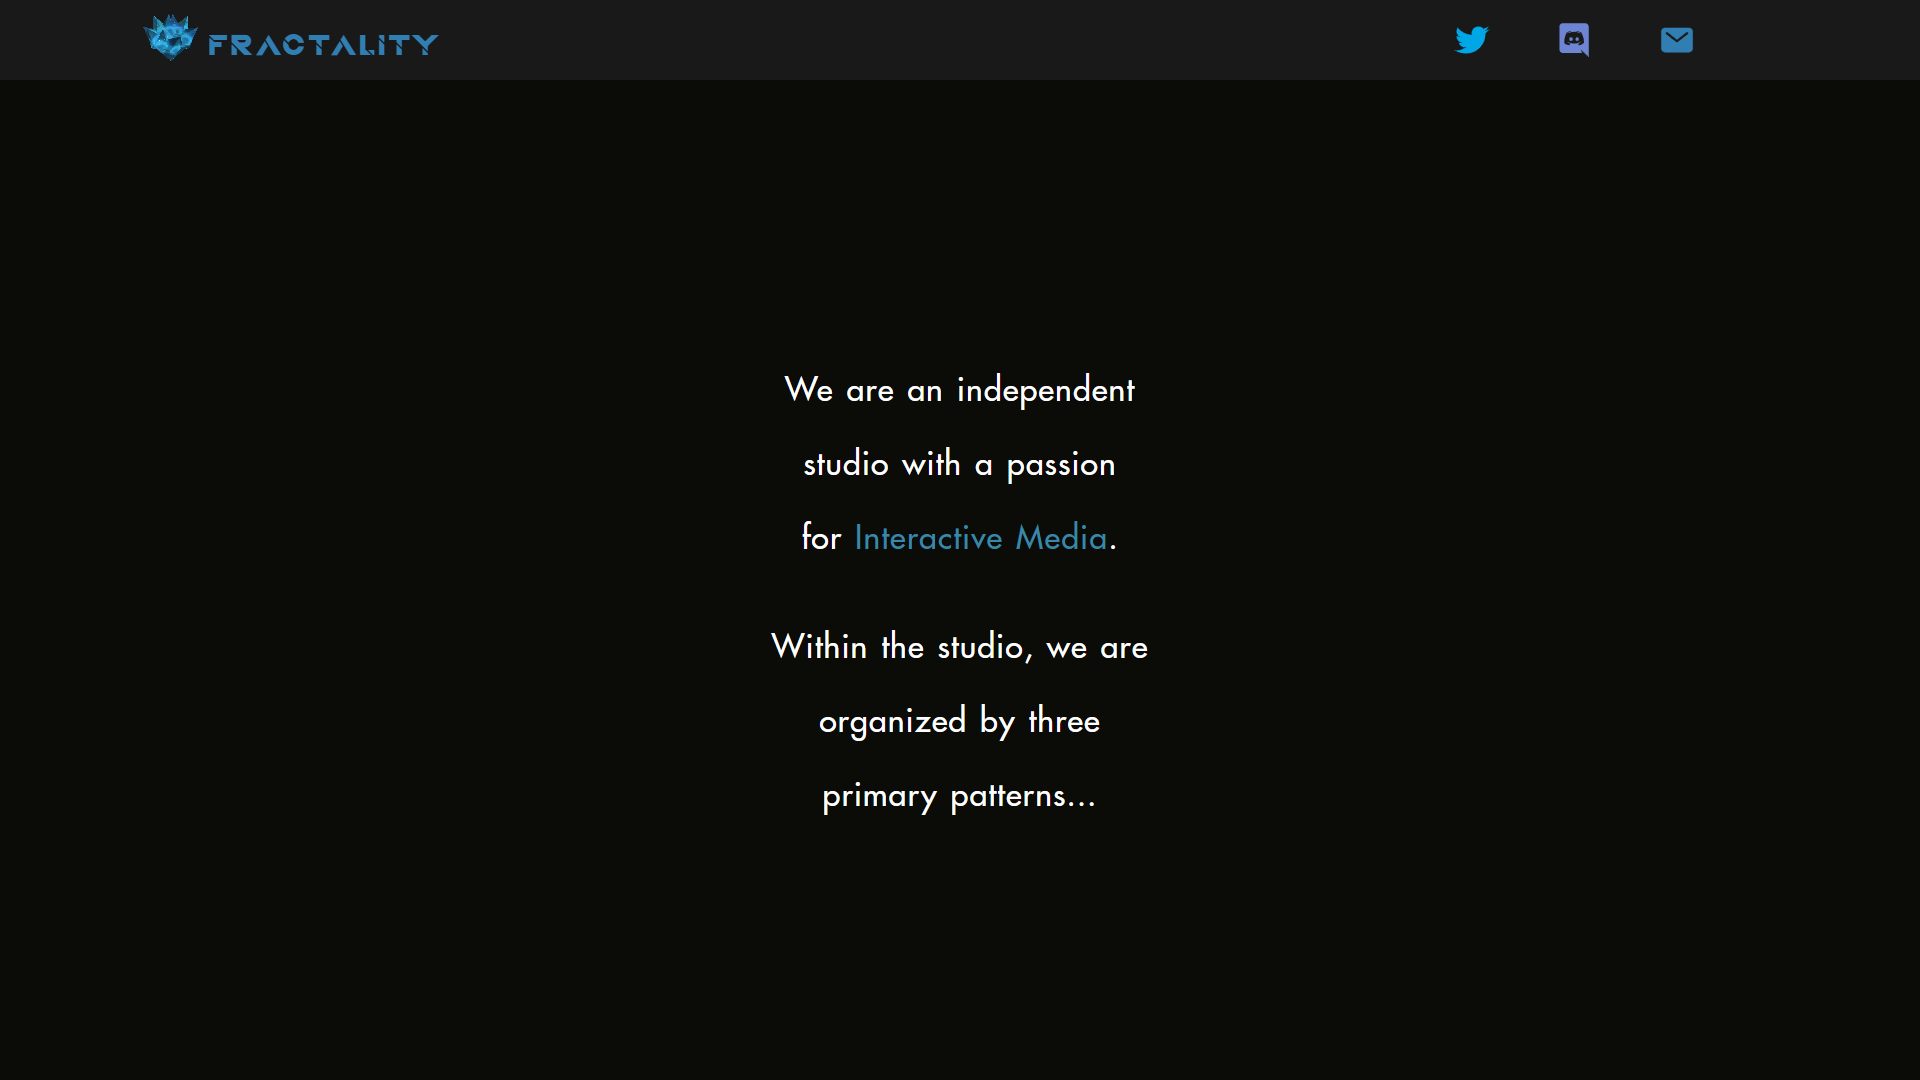 FRACTALITY
We are an independent
studio with a passion
for Interactive Media.
Within the studio, we are
organized by three
primary patterns...